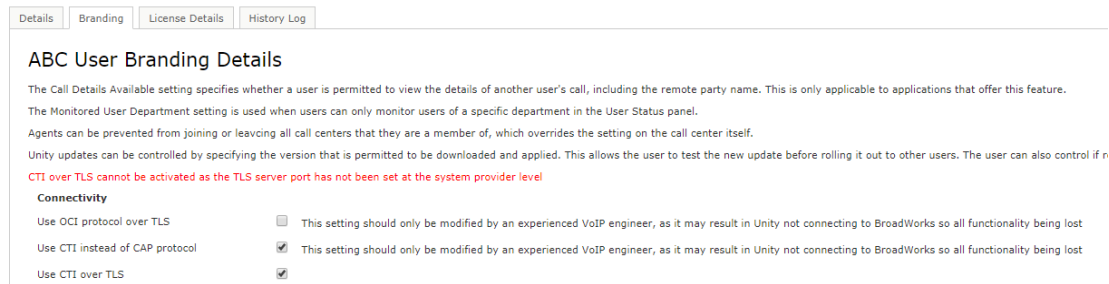 Details
Branding
License Details
History Log
ABC User Branding Details
The Call Details Available setting specifies whether a user is permitted to view the details of another user's call, including the remote party name. This is only applicable to applications that offer this feature.
The Monitored User Department setting is used when users can only monitor users of a specific department in the User Status panel.
Agents can be prevented from joining or leavcing all call centers that they are a member of, which overrides the setting on the call center itself.
Unity updates can be controlled by specifying the version that is permitted to be downloaded and applied. This allows the user to test the new update before rolling it out to other users. The user can also control if
CTI over TLS cannot be activated as the TLS server port has not been set at the system provider level
Connectivity
Use OCI protocol over TLS This setting should only be modified by an experienced VoIP engineer, as it may result in Unity not connecting to BroadWorks so all functionality being lost
Use CTI instead of CAP protocol This setting should only be modified by an experienced VoIP engineer, as it may result in Unity not connecting to BroadWorks so all functionality being lost
Use CTI over TLS